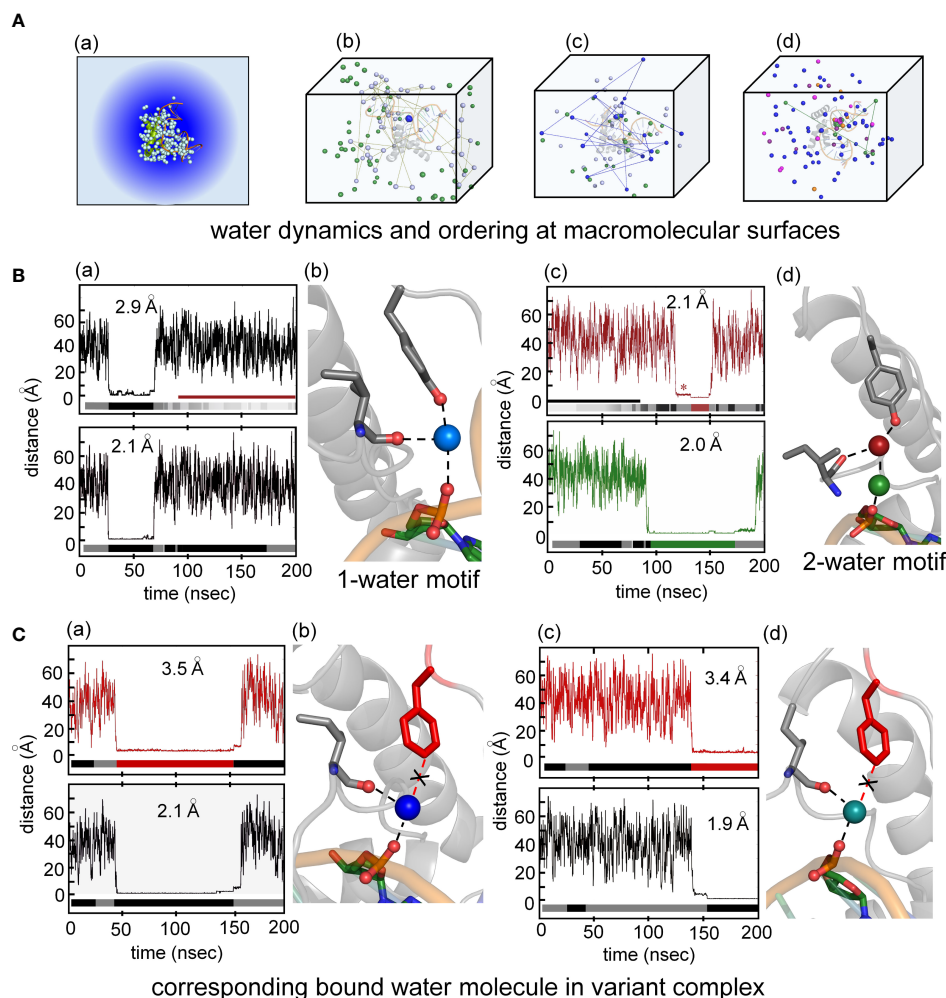 A
(a)
(b)
(c)
(d)
water dynamics and ordering at macromolecular surfaces
B
(a)
(b)
(c)
(d)
2.9 Å
60
40
20
0
2.1 Å
60
40
20
0
distance (Å)
0 50 100 150 200
time (nsec)
1-water motif
2.1 Å
60
40
20
0
*
2.0 Å
60
40
20
0
distance (Å)
0 50 100 150 200
time (nsec)
2-water motif
C
(a)
(b)
(c)
(d)
3.5 Å
60
40
20
0
2.1 Å
60
40
20
0
distance (Å)
0 50 100 150 200
time (nsec)
3.4 Å
60
40
20
0
1.9 Å
60
40
20
0
distance (Å)
0 50 100 150 200
time (nsec)
corresponding bound water molecule in variant complex